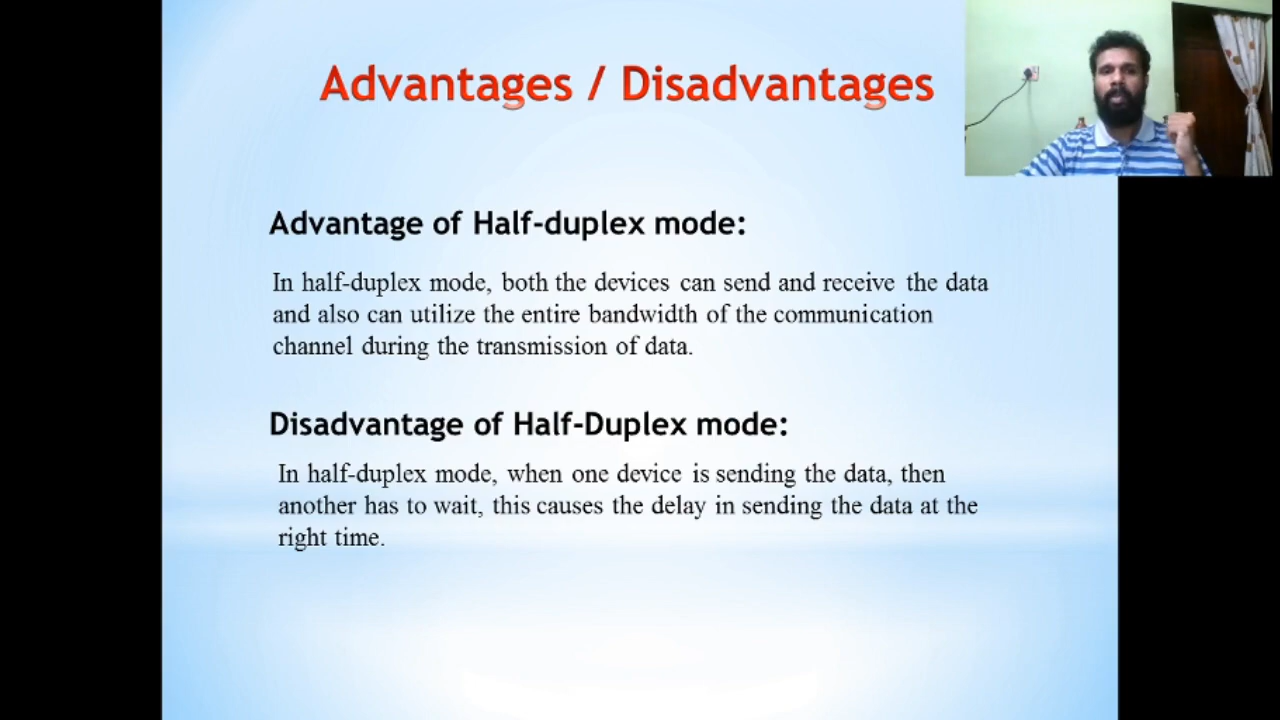 Advantages / Disadvantages
Advantage of Half-duplex mode:
In half-duplex mode, both the devices can send and receive the data
and also can utilize the entire bandwidth of the communication
channel during the transmission of data.
Disadvantage of Half-Duplex mode:
In half-duplex mode, when one device is sending the data, then
another has to wait, this causes the delay in sending the data at the
right time.